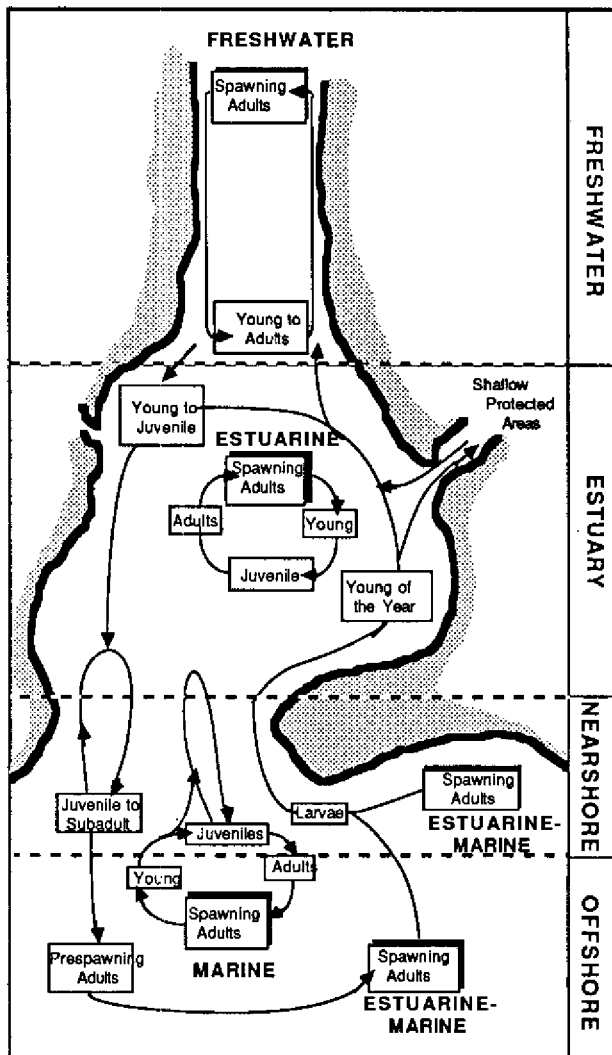 FRESHWATER
Spawning
Adults
Young to
Adults
FRESHWATER
Shallow
Protected
Areas
Young to
Juvenile
ESTUARINE
Spawning
Adults
Adults
Young
Juvenile
Young of
the Year
ESTUARY
Juvenile to
Subadult
Juveniles
Larvae
Spawning
Adults
ESTUARINE-
MARINE
NEARSHORE
Young
Adults
Spawning
Adults
MARINE
Prespawning
Adults
Spawning
Adults
ESTUARINE-
MARINE
OFFSHORE